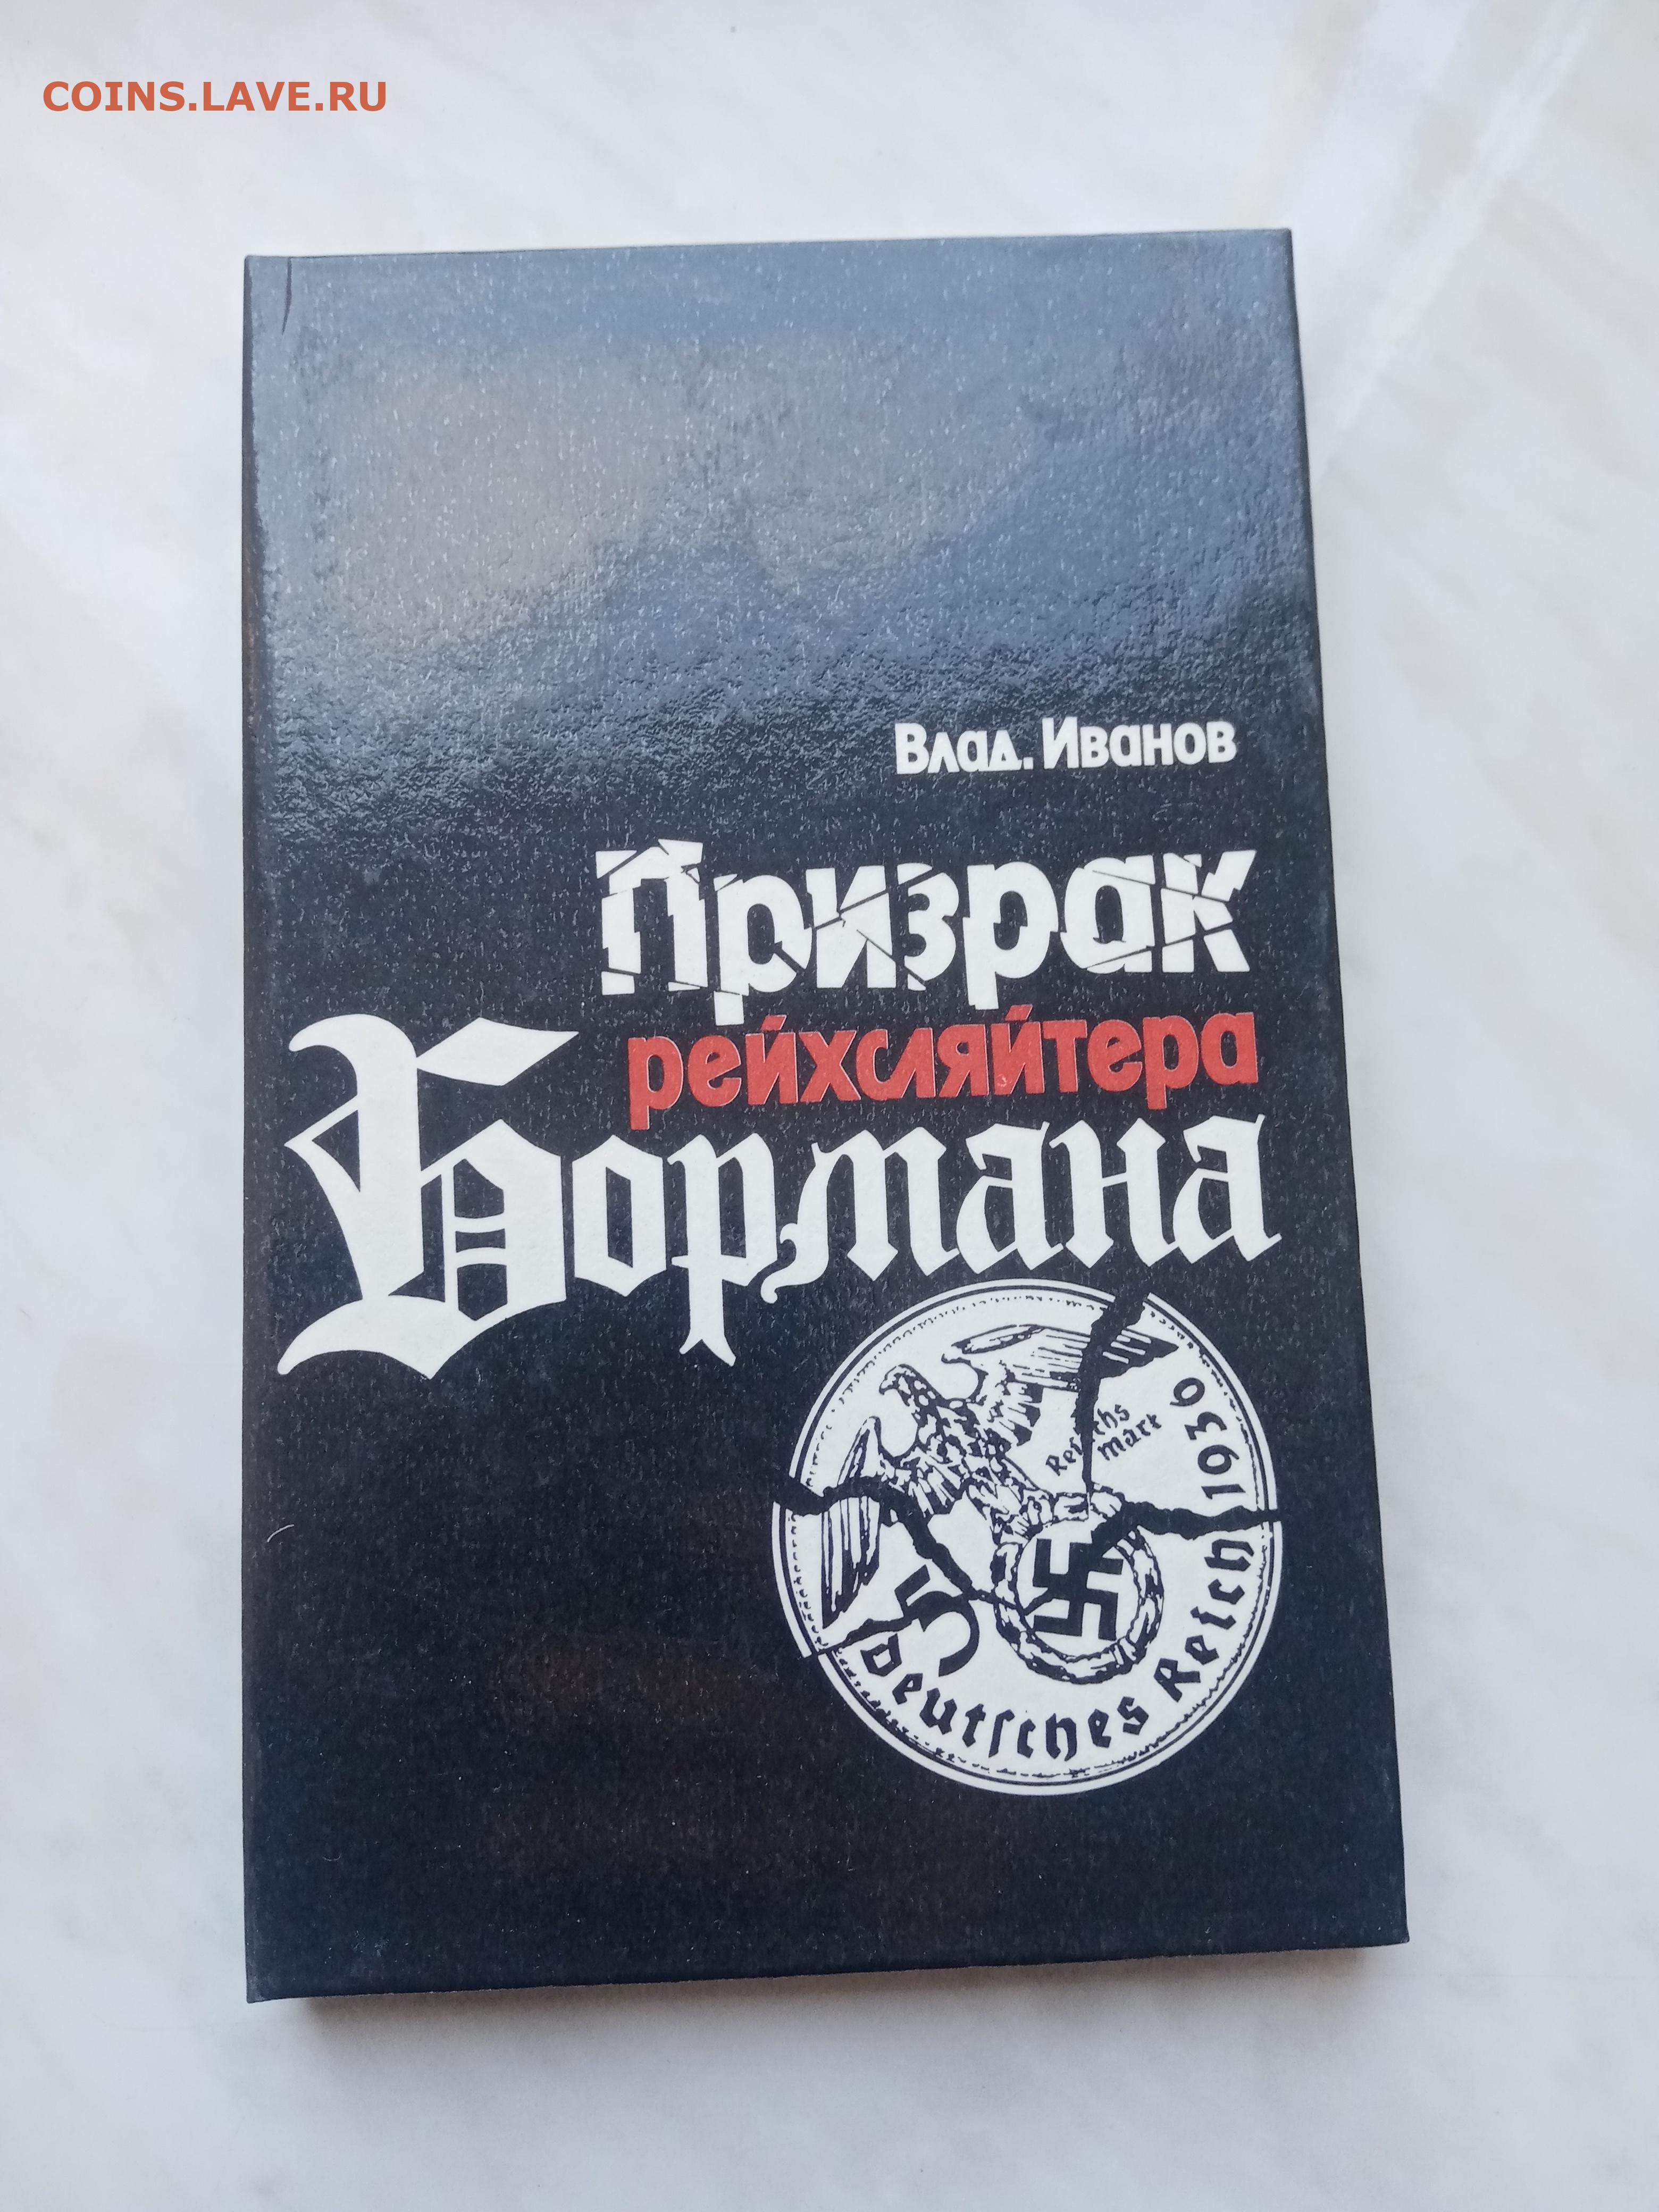 COINS.LAVE.RU
Влад. Иванов
Призрак
рейхсляйтера
Бормана
Reichs
mark
1936
5
Deutsches Reich